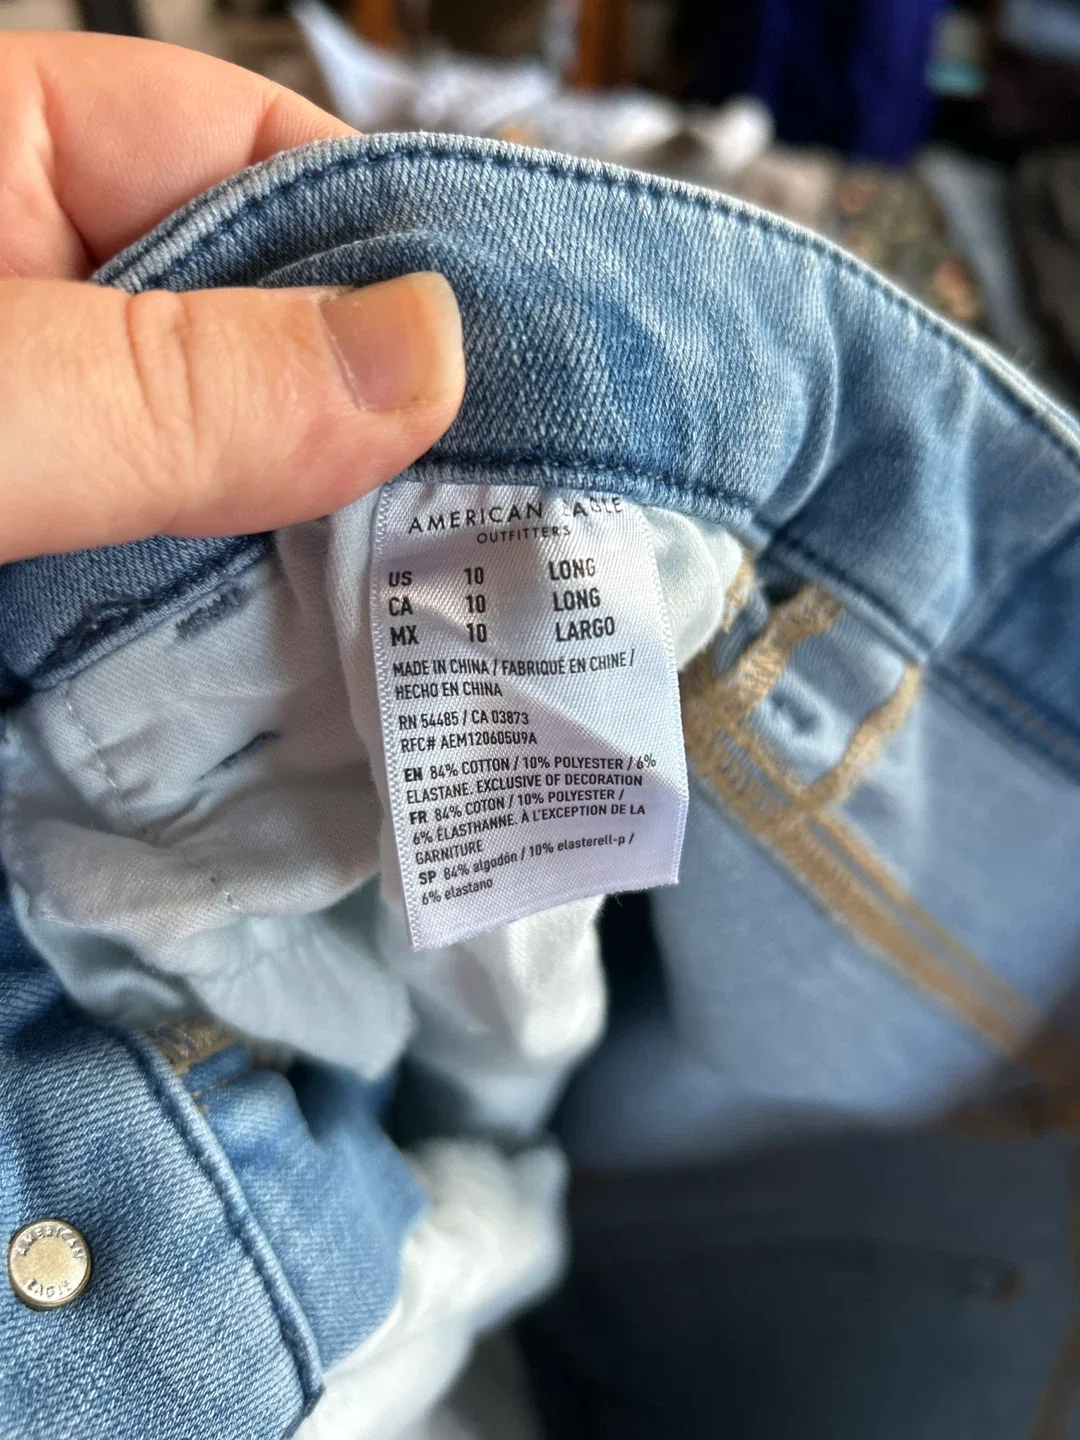 AMERICAN EAGLE
OUTFITTERS
US 10 LONG
CA 10 LONG
MX 10 LARGO
MADE IN CHINA / FABRIQUÉ EN CHINE /
HECHO EN CHINA
RN 54485 / CA 03873
RFC# AEM120605U9A
EN 84% COTTON / 10% POLYESTER / 6%
ELASTANE. EXCLUSIVE OF DECORATION
FR 84% COTON / 10% POLYESTER /
6% ÉLASTHANNE. À L'EXCEPTION DE LA
GARNITURE
SP 84% algodón / 10% elasterell-p /
6% elastano
AMERICAN
EAGLE